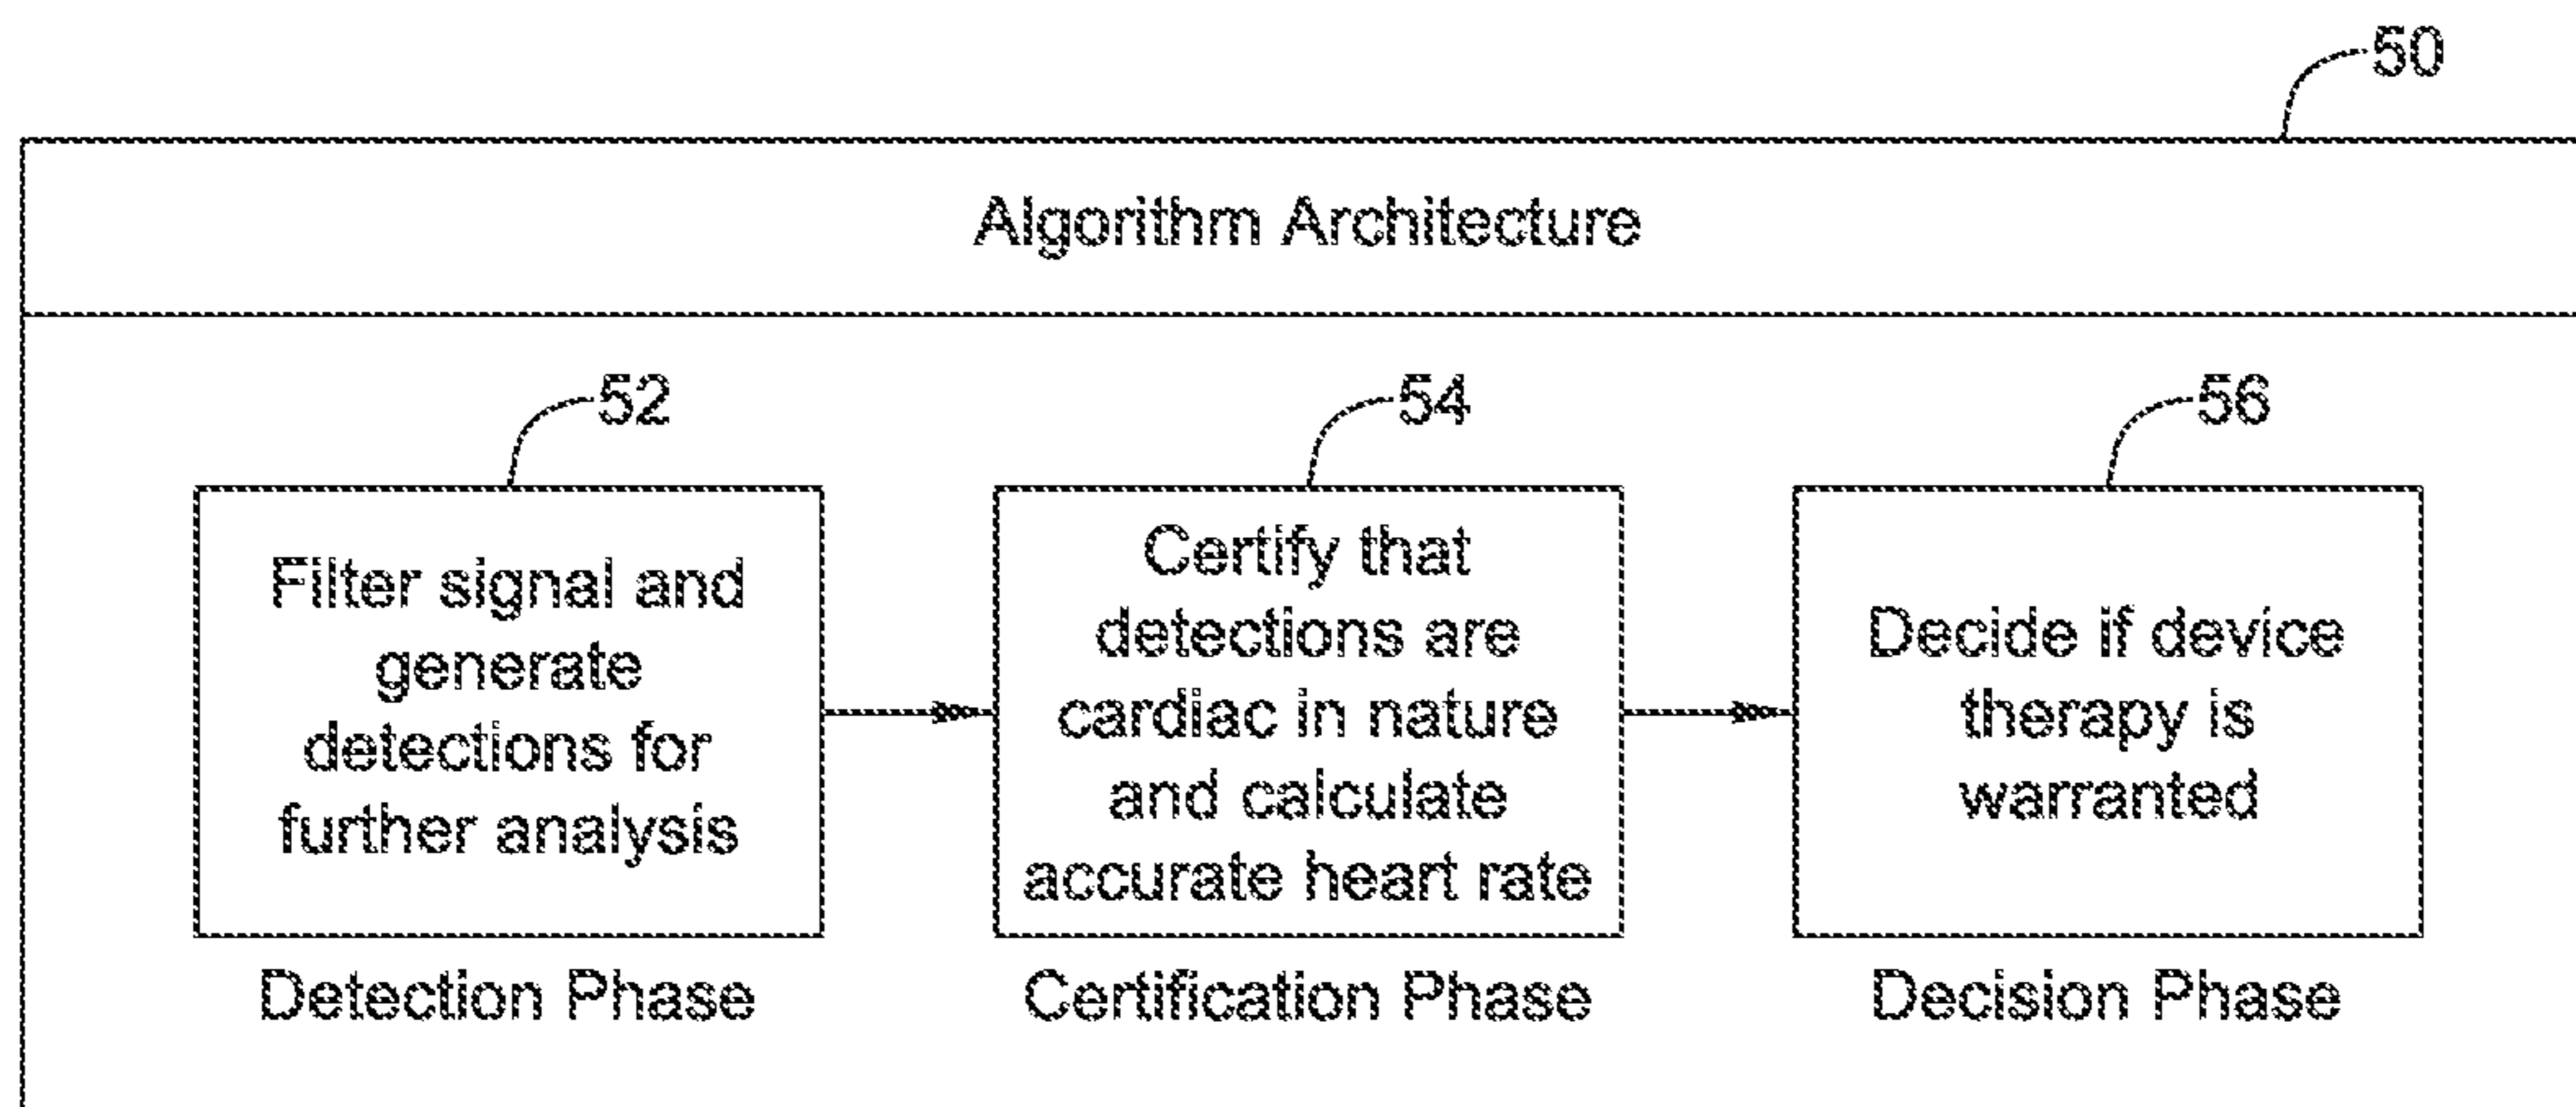 50
Algorithm Architecture
52
54
56
Filter signal and
generate
detections for
further analysis
Certify that
detections are
cardiac in nature
and calculate
accurate heart rate
Decide if device
therapy is
warranted
Detection Phase
Certification Phase
Decision Phase